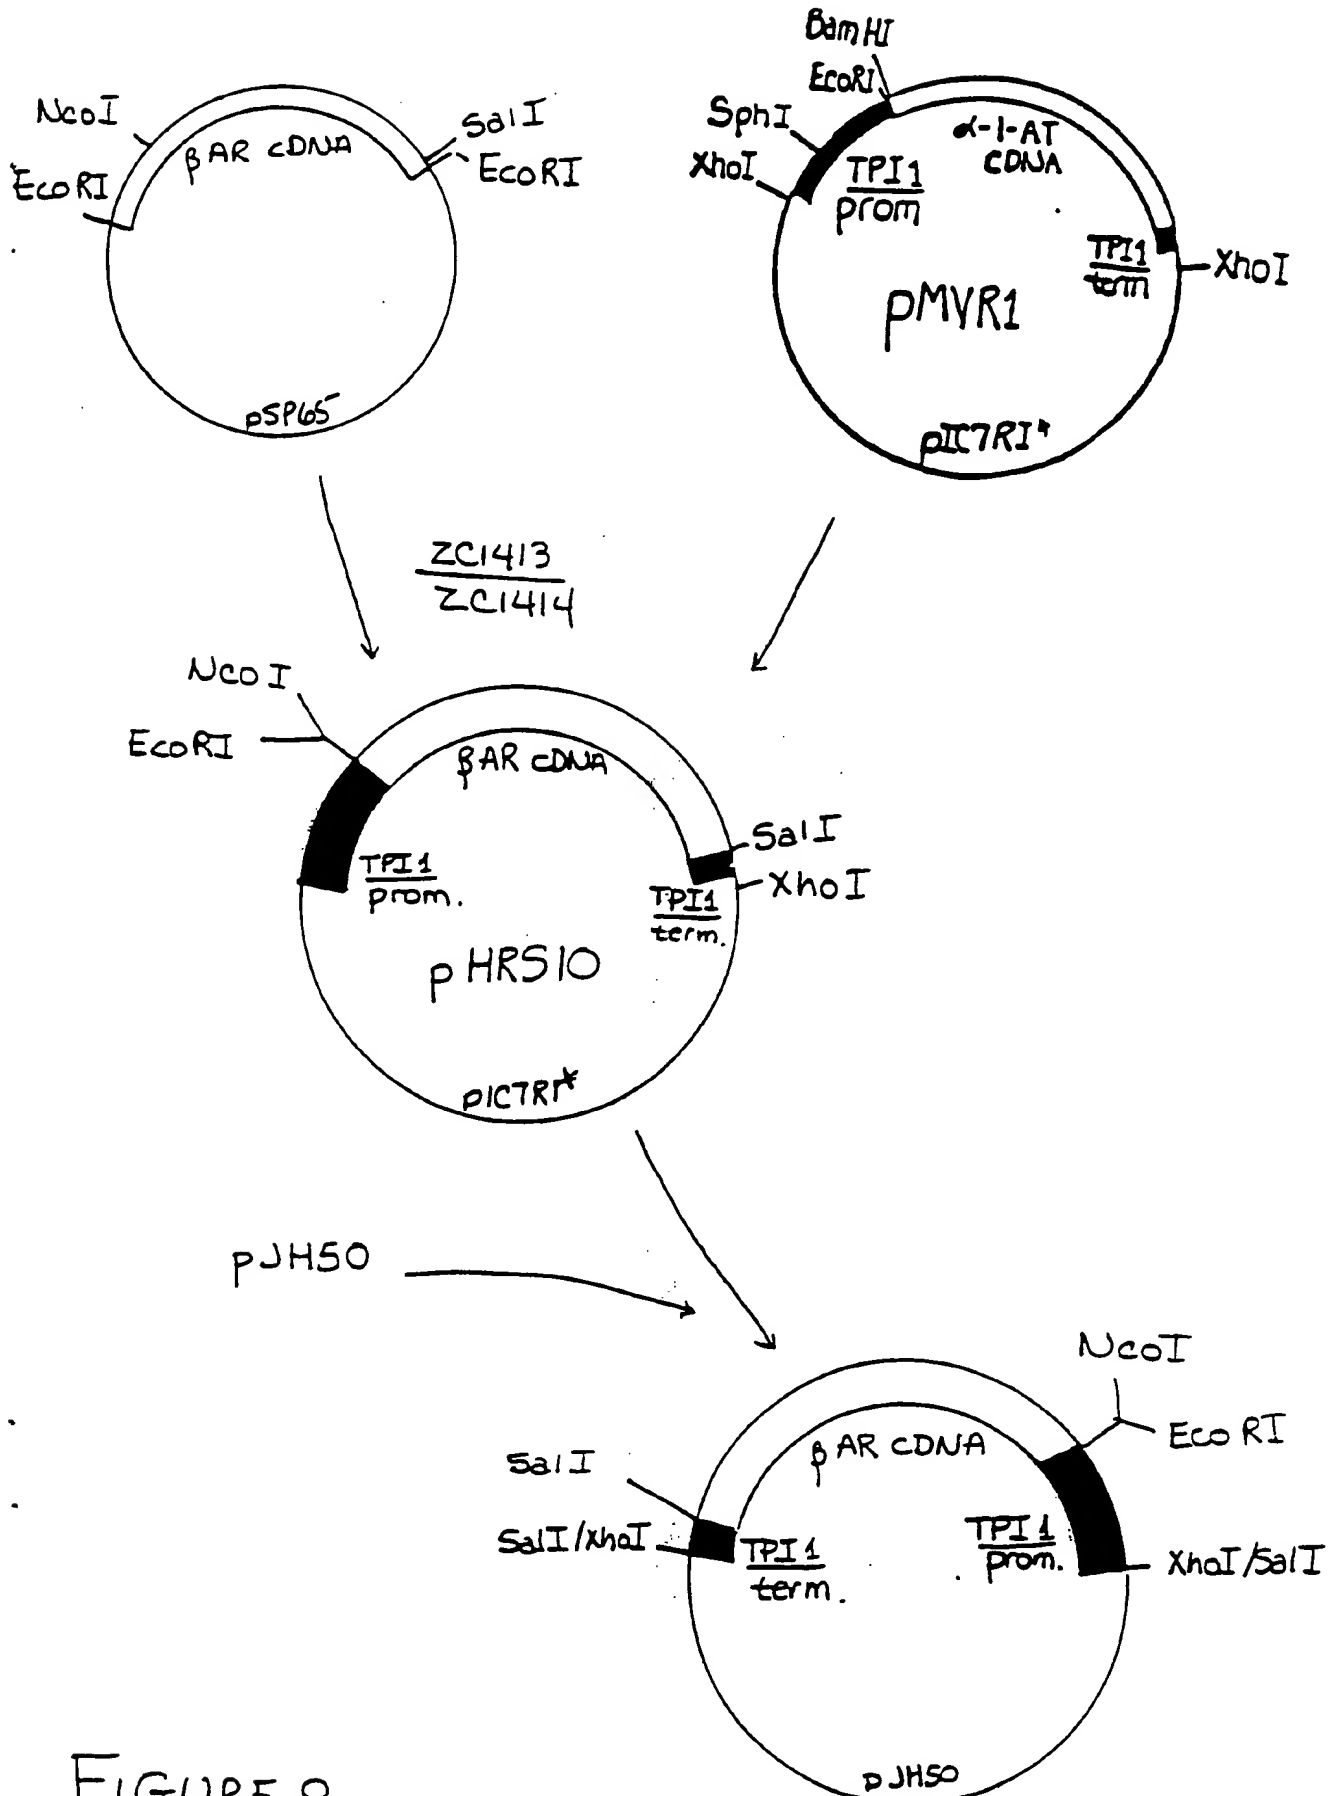 NcoI
EcoRI
βAR cDNA
SalI
EcoRI
pSP65
BamHI
EcoRI
SphI
XhoI
TPI1
prom
α-1-AT
CDNA
TPI1
term
XhoI
pMVR1
pIC7RI*
ZC1413
ZC1414
NcoI
EcoRI
βAR cDNA
SalI
XhoI
TPI1
prom.
TPI1
term.
pHRS10
pIC7RI*
pJH50
NcoI
EcoRI
βAR cDNA
SalI
SalI/XhoI
TPI1
term.
TPI1
prom.
XhoI/SalI
pJH50
FIGURE